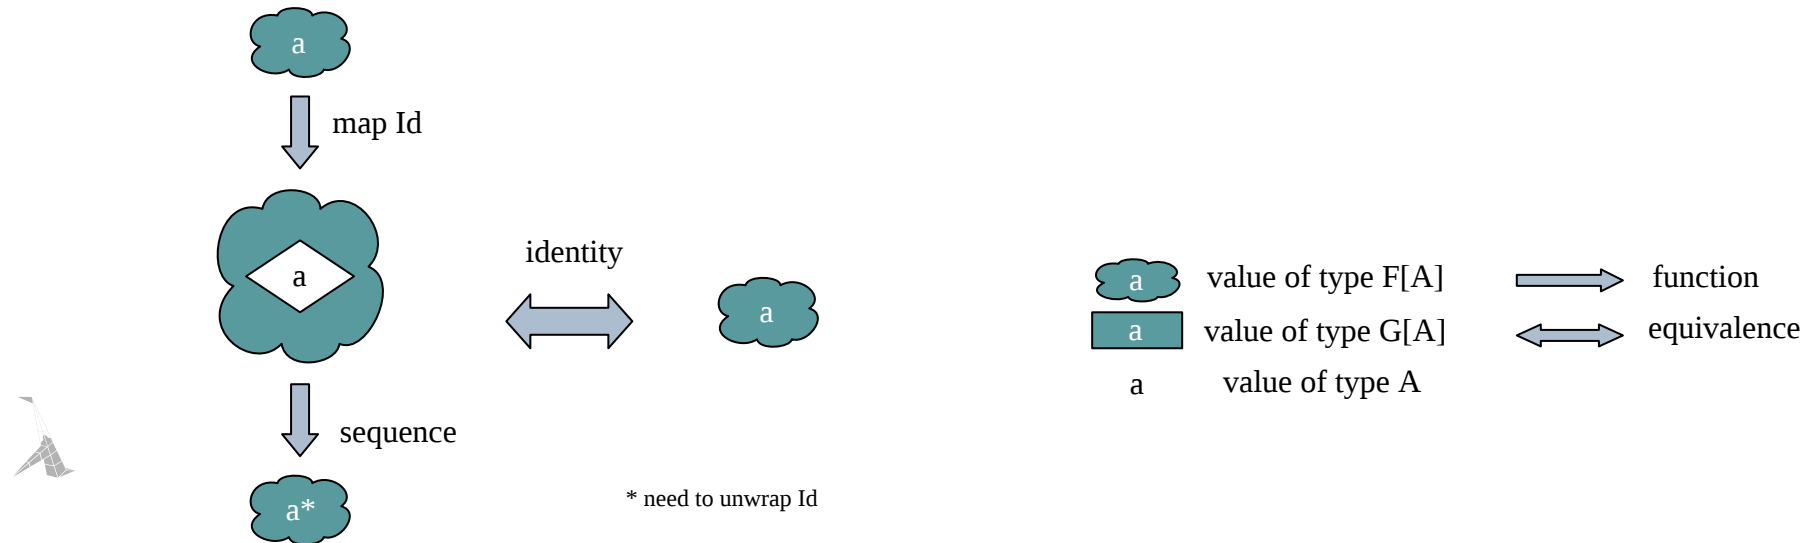 a
map Id
a
identity
a
sequence
a*
* need to unwrap Id
a value of type F[A] function
a value of type G[A] equivalence
a value of type A